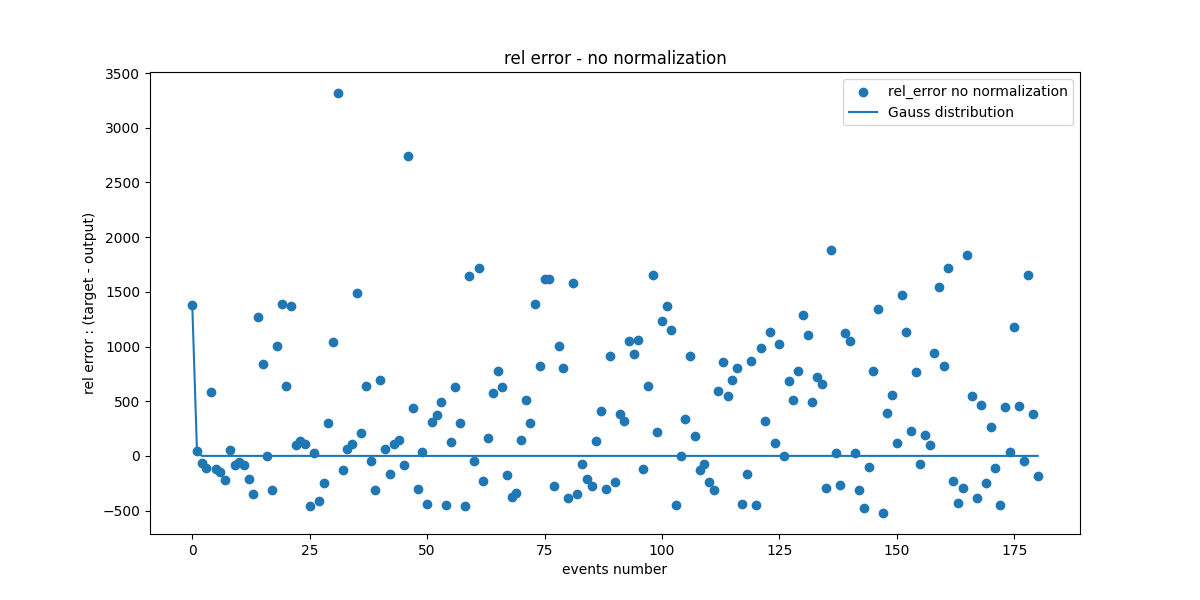 rel error - no normalization
rel error : (target - output)
3500
3000
2500
2000
1500
1000
500
0
−500
rel_error no normalization
Gauss distribution
0 25 50 75 100 125 150 175
events number